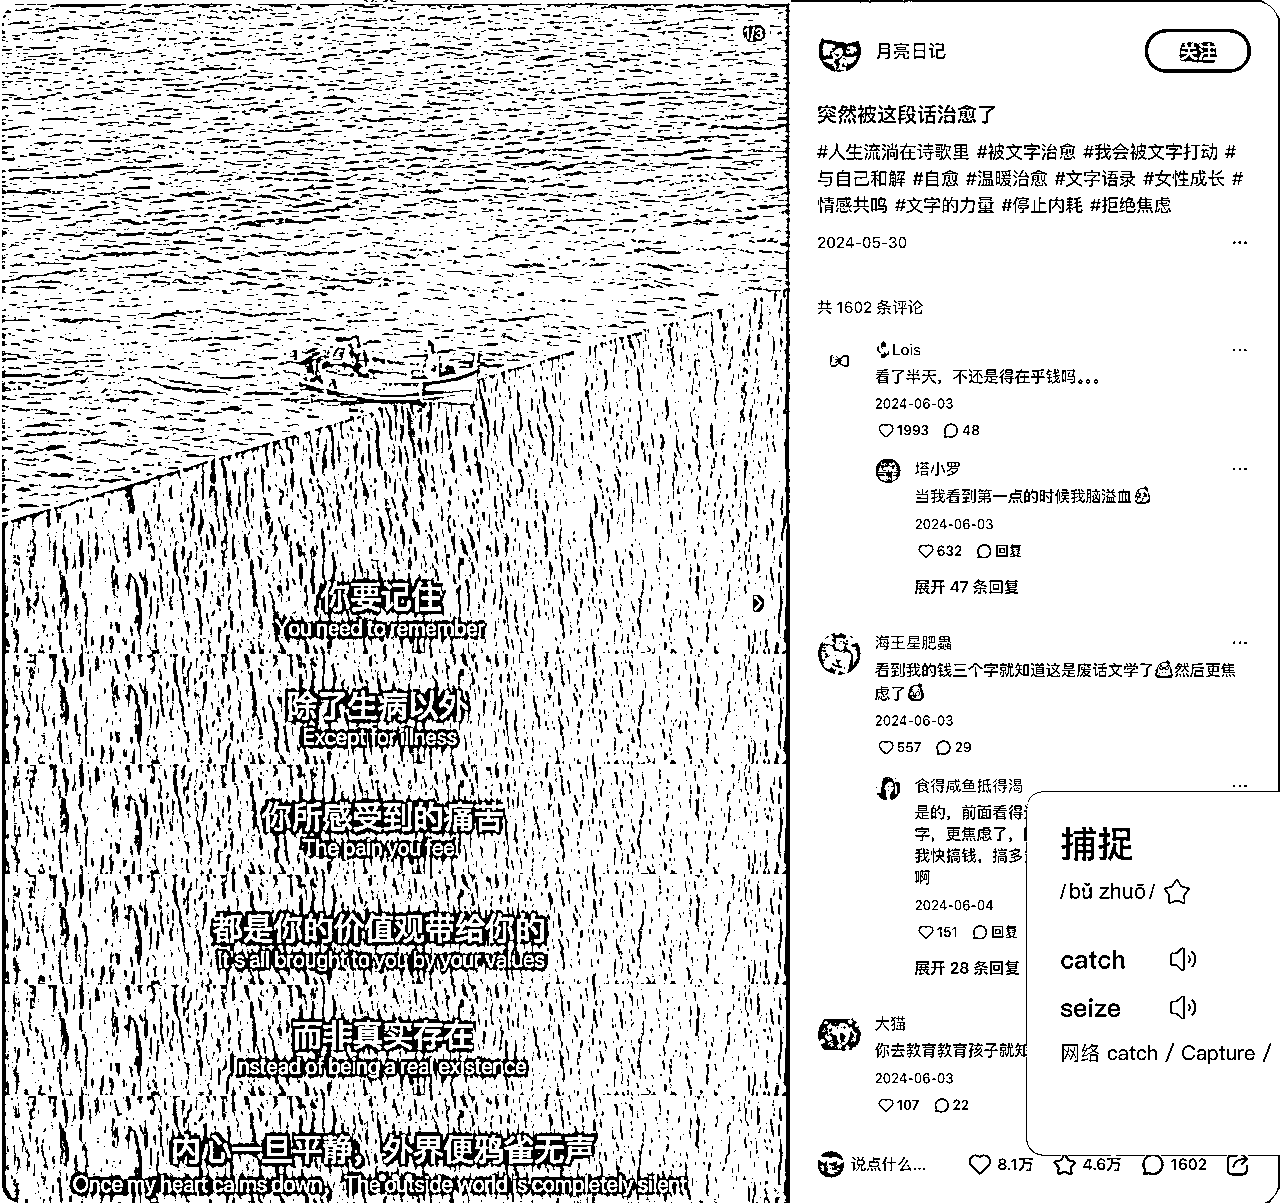 1/3
你要记住
You need to remember
除了生病以外
Except for illness
你所感受到的痛苦
The pain you feel
都是你的价值观带给你的
It's all brought to you by your values
而非真实存在
Instead of being a real existence
内心一旦平静，外界便鸦雀无声
Once my heart calms down, The outside world is completely silent
月亮日记
关注
突然被这段话治愈了
#人生流淌在诗歌里 #被文字治愈 #我会被文字打动 #
与自己和解 #自愈 #温暖治愈 #文字语录 #女性成长 #
情感共鸣 #文字的力量 #停止内耗 #拒绝焦虑
2024-05-30
共 1602 条评论
Lois
看了半天，不还是得在乎钱吗。。。
2024-06-03
1993 48
塔小罗
当我看到第一点的时候我脑溢血
2024-06-03
632 回复
展开 47 条回复
海王星肥蟲
看到我的钱三个字就知道这是废话文学了然后更焦
虑了
2024-06-03
557 29
食得咸鱼抵得渴
是的，前面看得
字，更焦虑了，
我快搞钱，搞多
啊
2024-06-04
151 回复
展开 28 条回复
大猫
你去教育教育孩子就知
2024-06-03
107 22
说点什么... 8.1万 4.6万 1602
捕捉
/bǔ zhuō/
catch
seize
网络 catch / Capture /